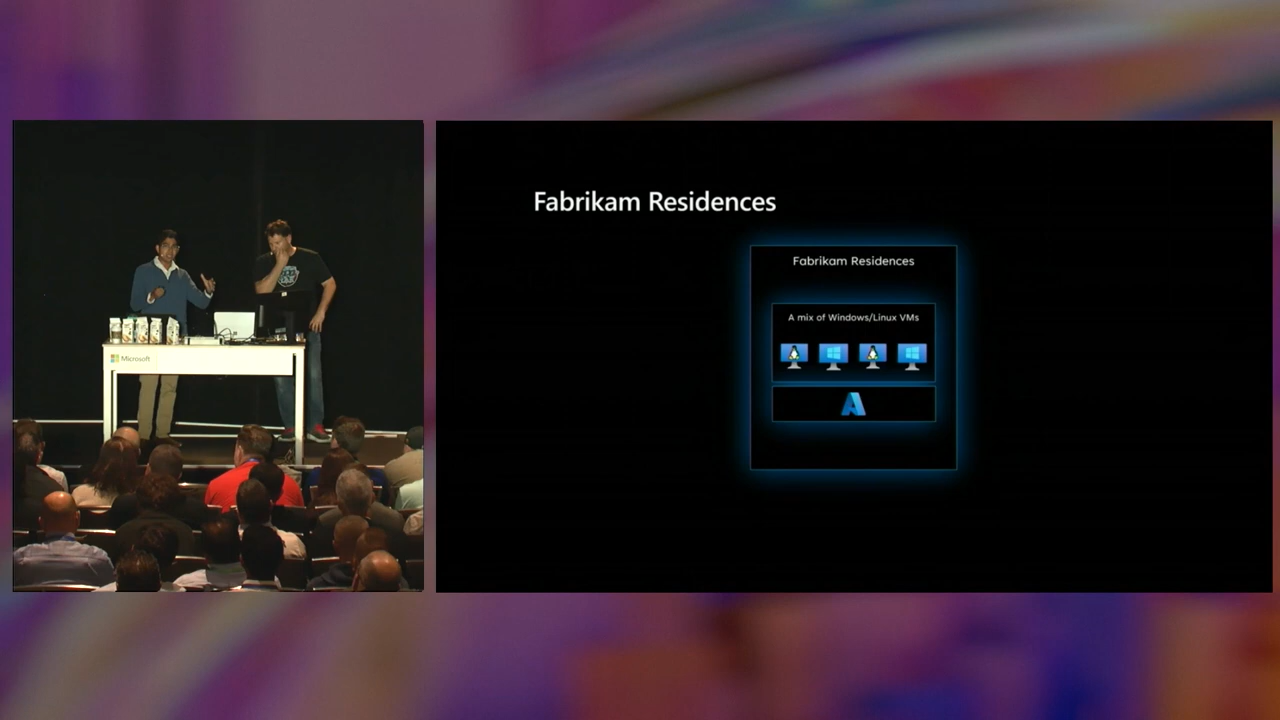 Fabrikam Residences
Fabrikam Residences
A mix of Windows/Linux VMs
Microsoft